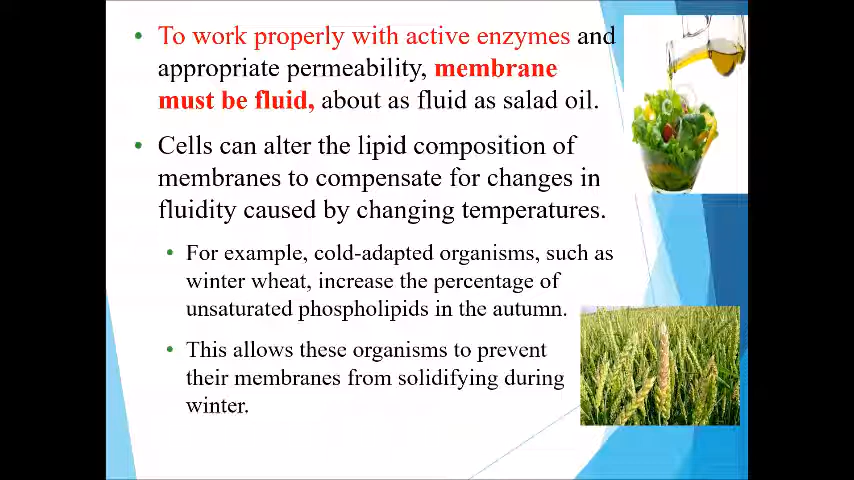 • To work properly with active enzymes and
appropriate permeability, membrane
must be fluid, about as fluid as salad oil.
• Cells can alter the lipid composition of
membranes to compensate for changes in
fluidity caused by changing temperatures.
• For example, cold-adapted organisms, such as
winter wheat, increase the percentage of
unsaturated phospholipids in the autumn.
• This allows these organisms to prevent
their membranes from solidifying during
winter.